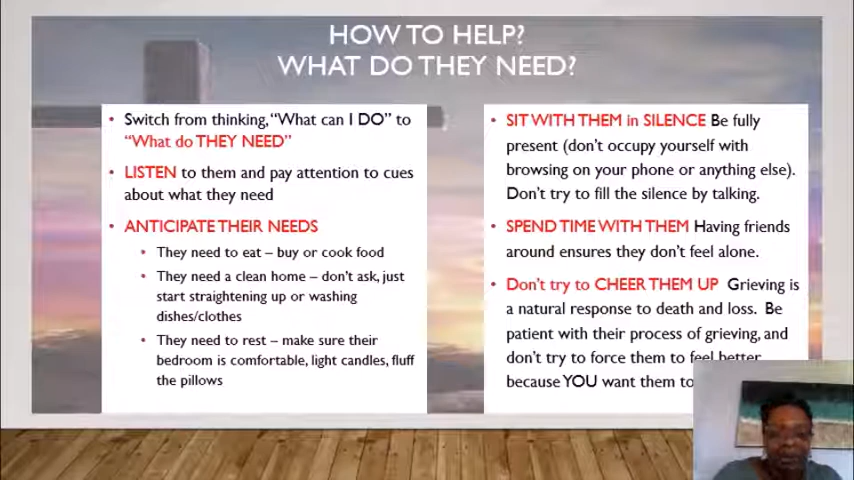 HOW TO HELP?
WHAT DO THEY NEED?
• Switch from thinking, "What can I DO" to
"What do THEY NEED"
• LISTEN to them and pay attention to cues
about what they need
• ANTICIPATE THEIR NEEDS
• They need to eat – buy or cook food
• They need a clean home – don't ask, just
start straightening up or washing
dishes/clothes
• They need to rest – make sure their
bedroom is comfortable, light candles, fluff
the pillows
• SIT WITH THEM in SILENCE Be fully
present (don't occupy yourself with
browsing on your phone or anything else).
Don't try to fill the silence by talking.
• SPEND TIME WITH THEM Having friends
around ensures they don't feel alone.
• Don't try to CHEER THEM UP Grieving is
a natural response to death and loss. Be
patient with their process of grieving, and
don't try to force them to feel better
because YOU want them to